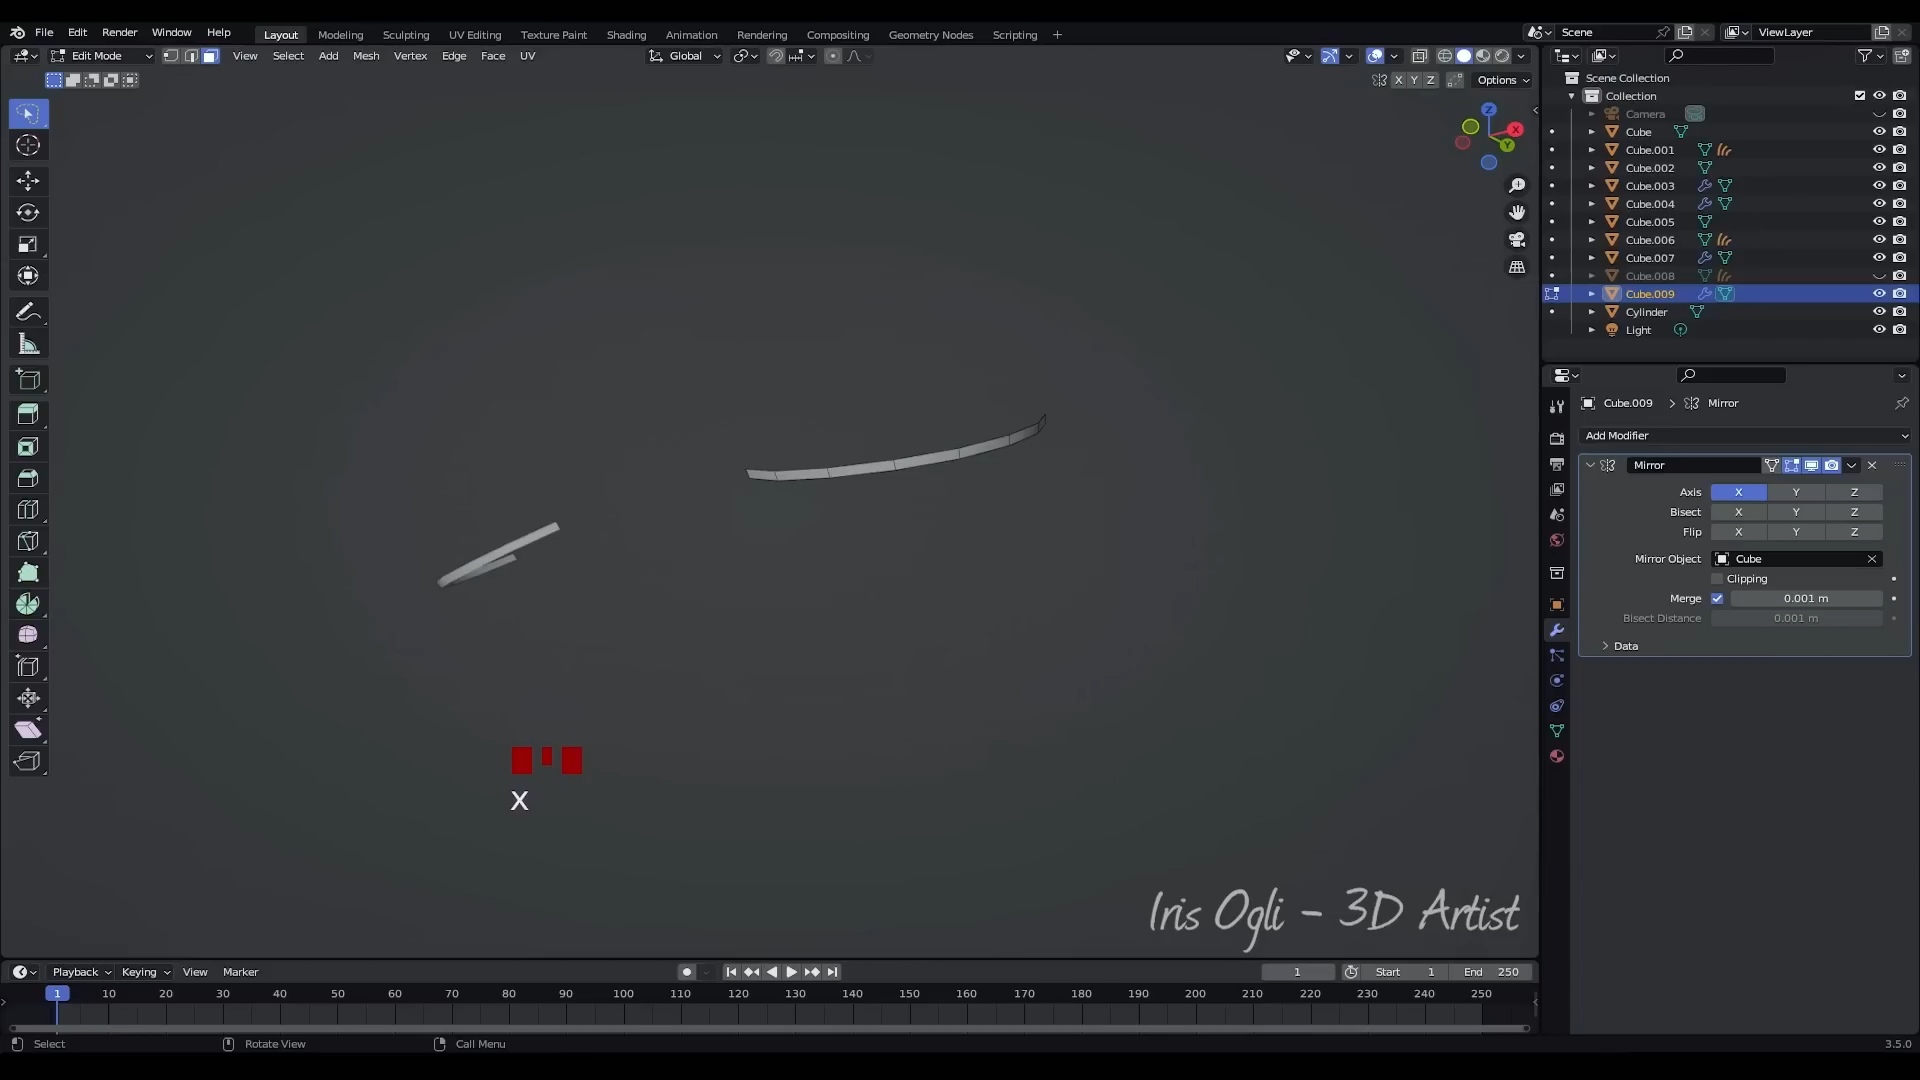 File Edit Render Window Help Layout Modeling Sculpting UV Editing Texture Paint Shading Animation Rendering Compositing Geometry Nodes Scripting + Scene ViewLayer
Edit Mode View Select Add Mesh Vertex Edge Face UV Global
X Y Z Options
Scene Collection
Collection
Camera
Cube
Cube.001
Cube.002
Cube.003
Cube.004
Cube.005
Cube.006
Cube.007
Cube.008
Cube.009
Cylinder
Light
Z
X
Y
Cube.009 > Mirror
Add Modifier
Mirror
Axis X Y Z
Bisect X Y Z
Flip X Y Z
Mirror Object Cube
Clipping
Merge 0.001 m
Bisect Distance 0.001 m
Data
X
Iris Ogli - 3D Artist
Playback Keying View Marker 1 Start 1 End 250
1 10 20 30 40 50 60 70 80 90 100 110 120 130 140 150 160 170 180 190 200 210 220 230 240 250
Select Rotate View Call Menu 3.5.0